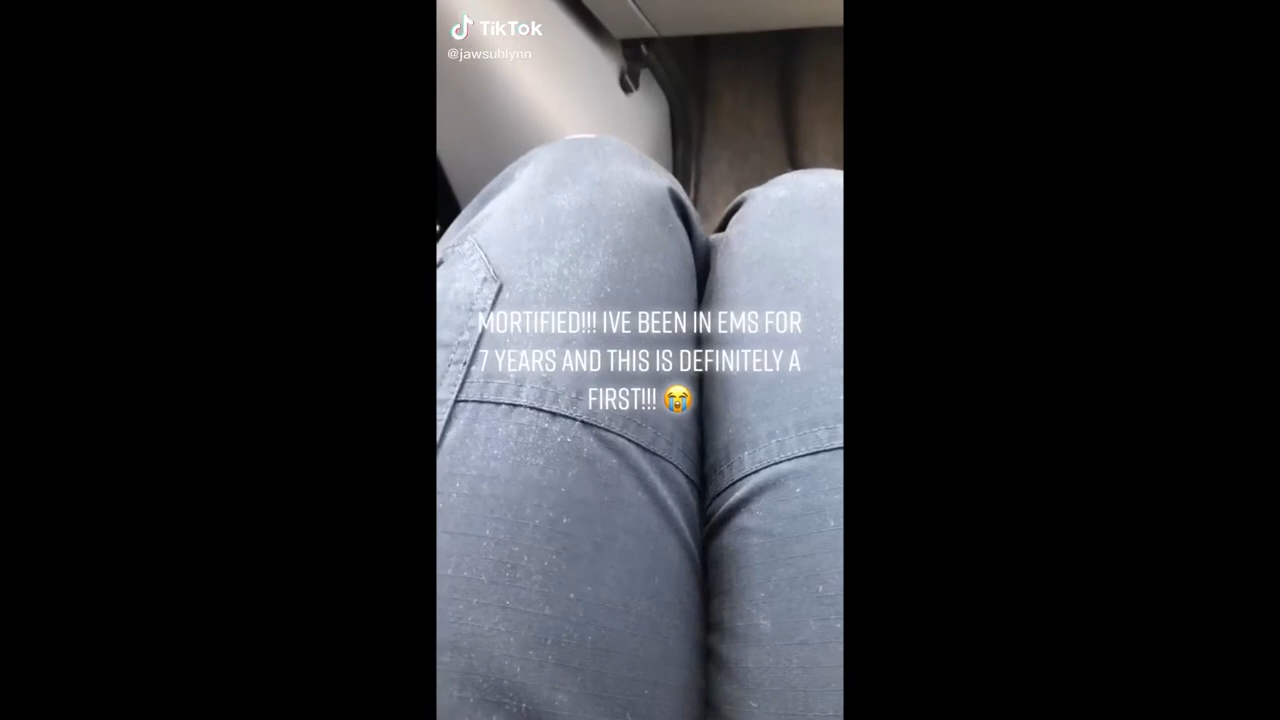 TikTok
@jawsuhlynn
MORTIFIED!!! IVE BEEN IN EMS FOR
7 YEARS AND THIS IS DEFINITELY A
FIRST!!! 😭